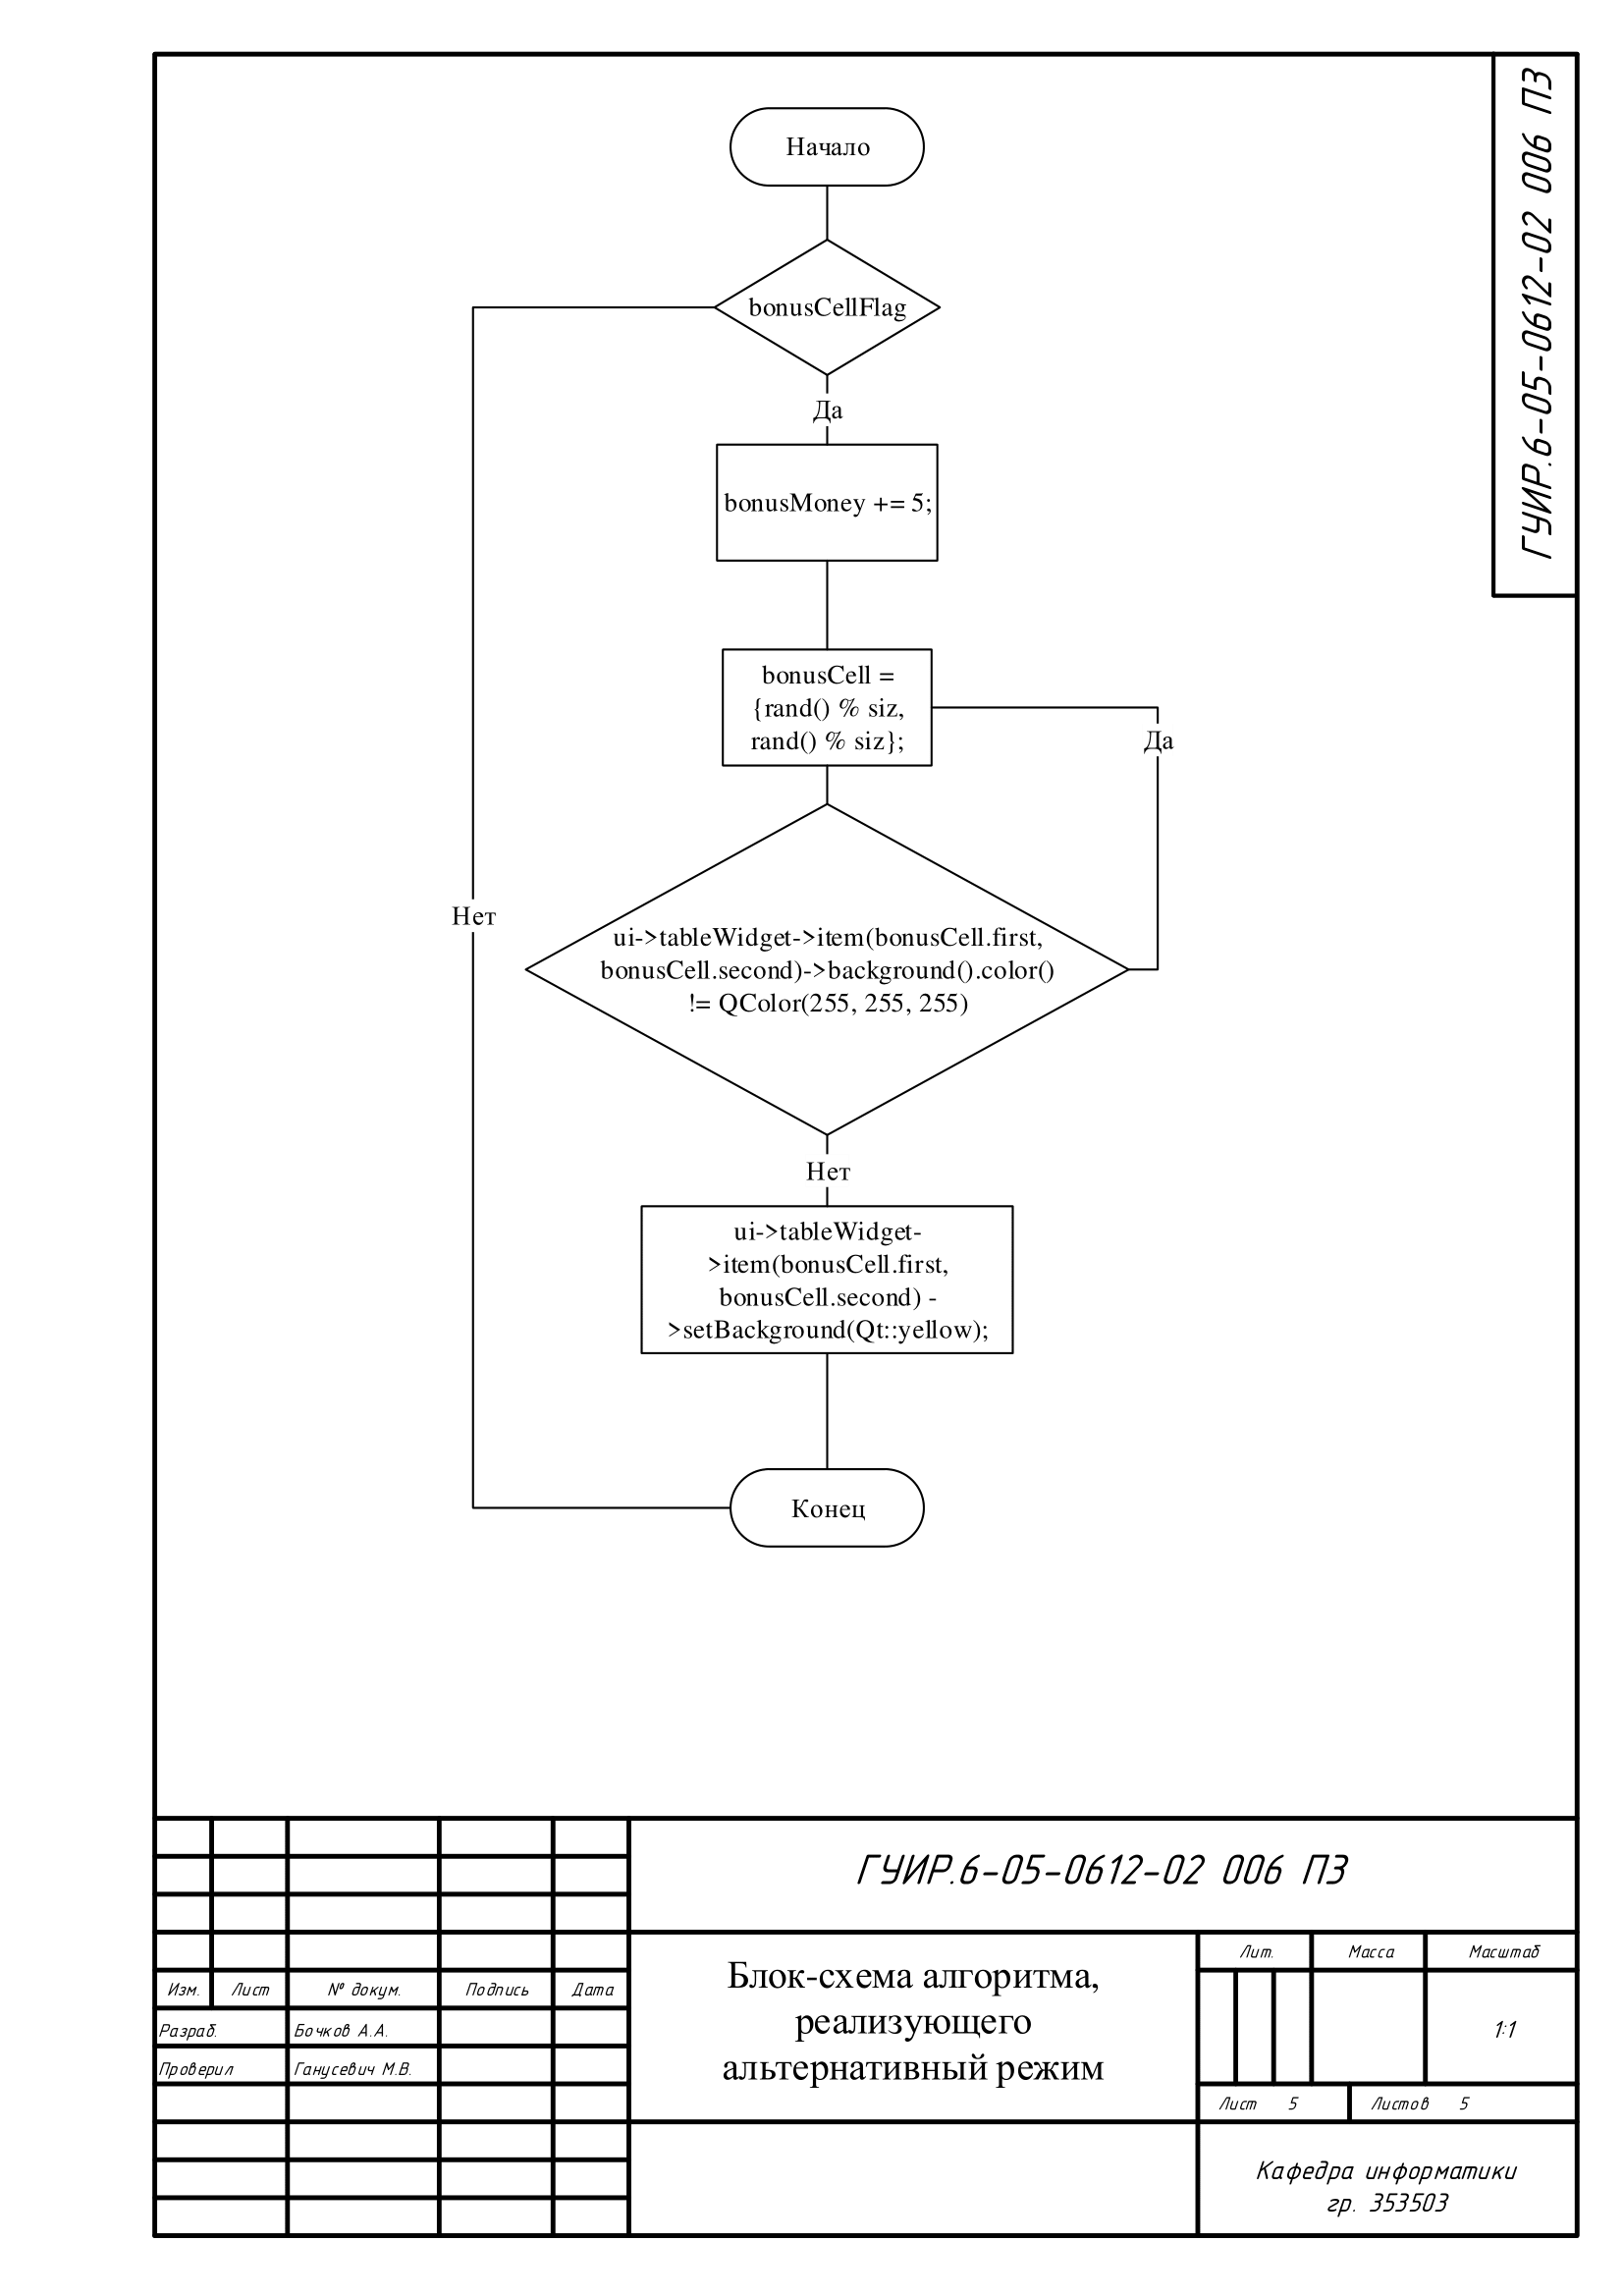 ГУИР.6-05-0612-02 006 ПЗ
Начало
bonusCellFlag
Да
bonusMoney += 5;
bonusCell =
{rand() % siz,
rand() % siz};
Да
Нет
ui->tableWidget->item(bonusCell.first,
bonusCell.second)->background().color()
!= QColor(255, 255, 255)
Нет
ui->tableWidget-
>item(bonusCell.first,
bonusCell.second) -
>setBackground(Qt::yellow);
Конец
ГУИР.6-05-0612-02 006 ПЗ
Изм. Лист № докум. Подпись Дата
Разраб. Бочков А.А.
Проверил Ганусевич М.В.
Блок-схема алгоритма,
реализующего
альтернативный режим
Лит. Масса Масштаб
1:1
Лист 5 Листов 5
Кафедра информатики
гр. 353503